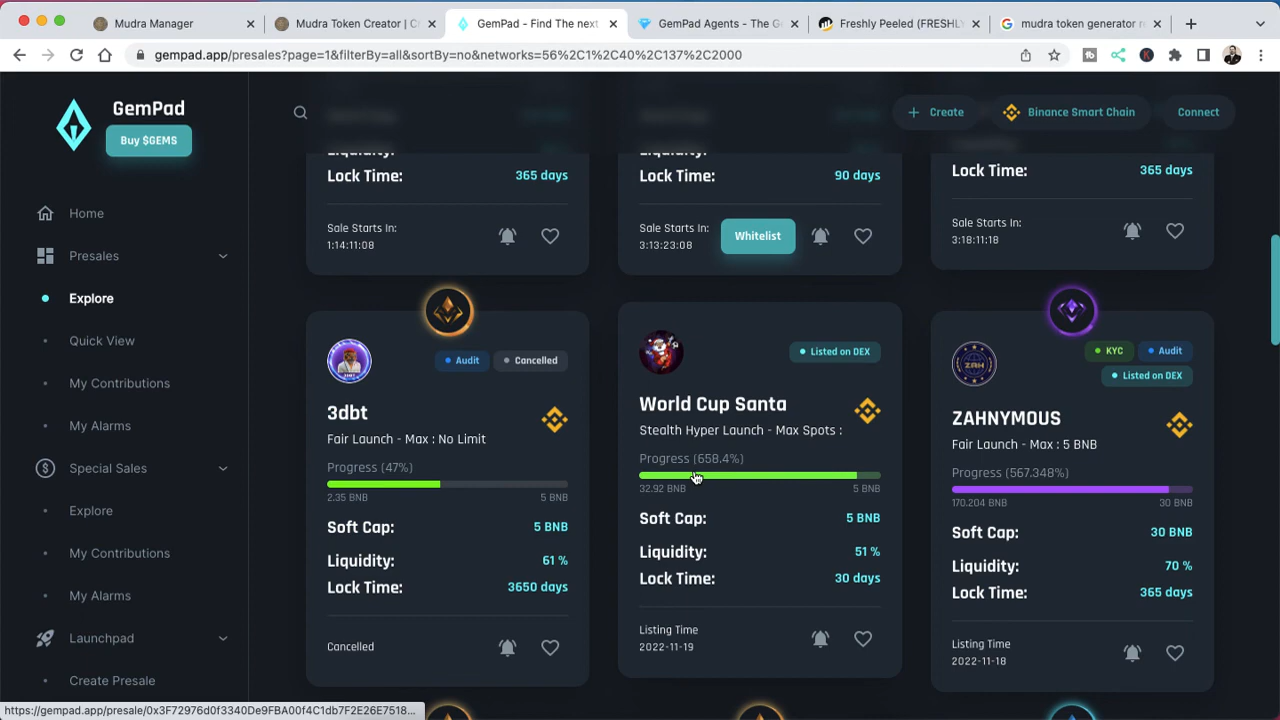 Mudra Manager
Mudra Token Creator | C
GemPad - Find The next
GemPad Agents - The G
Freshly Peeled (FRESHLY
mudra token generator re
gempad.app/presales?page=1&filterBy=all&sortBy=no&networks=56%2C1%2C40%2C137%2C2000
GemPad
Buy $GEMS
Create
Binance Smart Chain
Connect
Home
Presales
Explore
Quick View
My Contributions
My Alarms
Special Sales
Explore
My Contributions
My Alarms
Launchpad
Create Presale
Liquidity:
Lock Time:
365 days
Sale Starts In:
1:14:11:08
Liquidity:
Lock Time:
90 days
Sale Starts In:
3:13:23:08
Whitelist
Lock Time:
365 days
Sale Starts In:
3:18:11:18
Audit
Cancelled
3dbt
Fair Launch - Max : No Limit
Progress (47%)
2.35 BNB
5 BNB
Soft Cap:
5 BNB
Liquidity:
61 %
Lock Time:
3650 days
Cancelled
Listed on DEX
World Cup Santa
Stealth Hyper Launch - Max Spots :
Progress (658.4%)
32.92 BNB
5 BNB
Soft Cap:
5 BNB
Liquidity:
51 %
Lock Time:
30 days
Listing Time
2022-11-19
KYC
Audit
Listed on DEX
ZAH
ZAHNYMOUS
Fair Launch - Max : 5 BNB
Progress (567.348%)
170.204 BNB
30 BNB
Soft Cap:
30 BNB
Liquidity:
70 %
Lock Time:
365 days
Listing Time
2022-11-18
https://gempad.app/presale/0x3F72976d0f3340De9FBA00f4C1db7F2E26E7518...